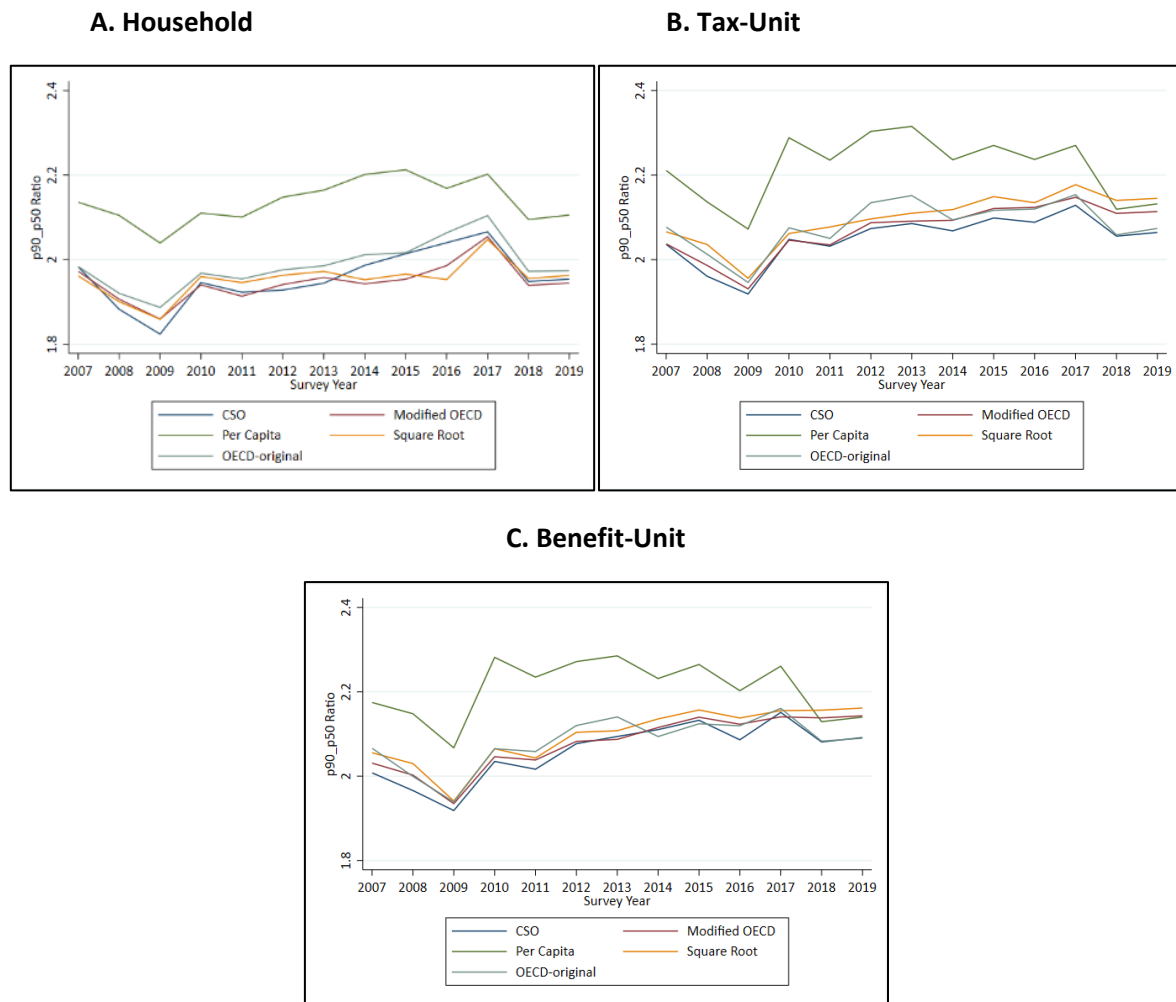 A. Household
B. Tax-Unit
p90_p50 Ratio
2.4
2.2
2
1.8
2007 2008 2009 2010 2011 2012 2013 2014 2015 2016 2017 2018 2019
Survey Year
CSO Modified OECD
Per Capita Square Root
OECD-original
p90_p50 Ratio
2.4
2.2
2
1.8
2007 2008 2009 2010 2011 2012 2013 2014 2015 2016 2017 2018 2019
Survey Year
CSO Modified OECD
Per Capita Square Root
OECD-original
C. Benefit-Unit
p90_p50 Ratio
2.4
2.2
2
1.8
2007 2008 2009 2010 2011 2012 2013 2014 2015 2016 2017 2018 2019
Survey Year
CSO Modified OECD
Per Capita Square Root
OECD-original